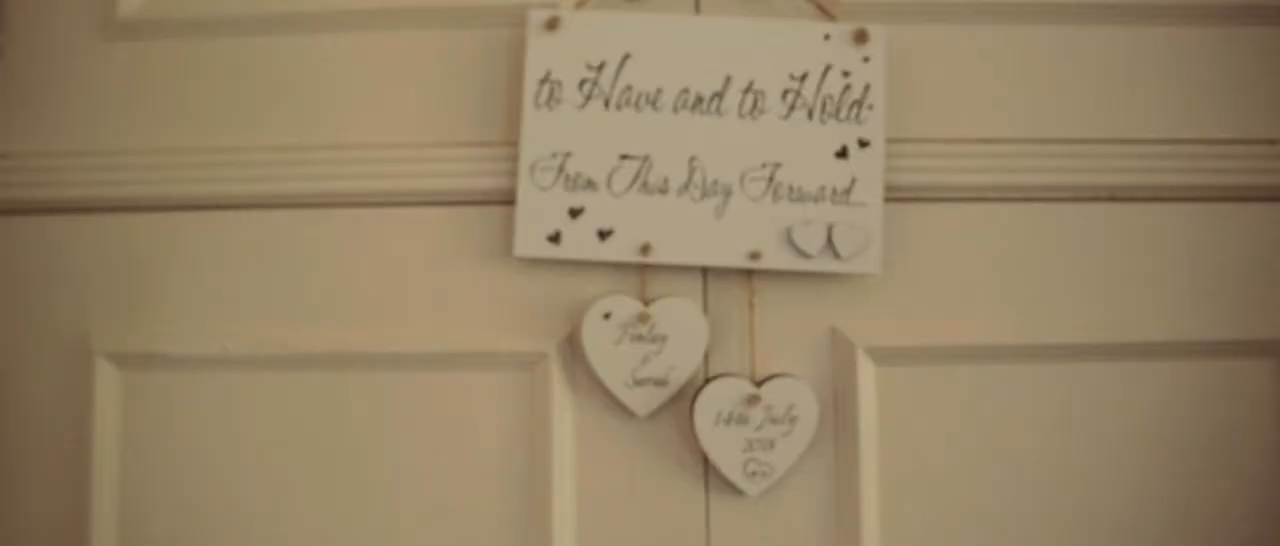 to Have and to Hold.
From This Day Forward
Finlay
&
Sarah
14th July
2018